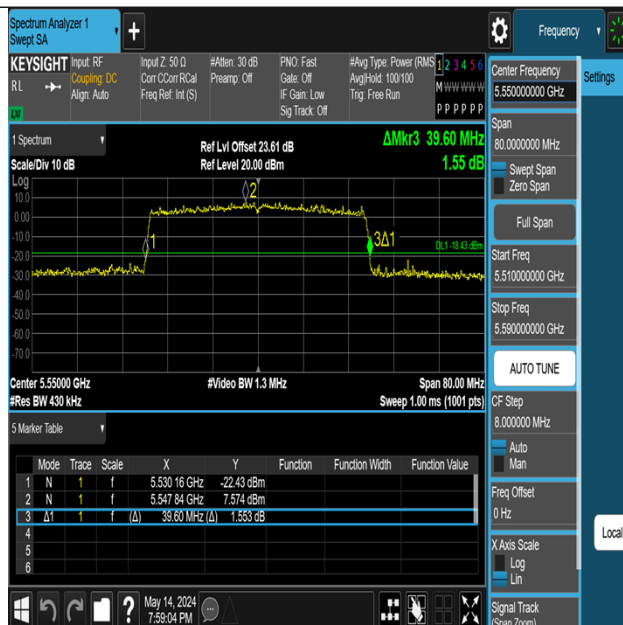 Spectrum Analyzer 1
Swept SA
+
Frequency
KEYSIGHT
RL
Input: RF
Coupling: DC
Align: Auto
Input Z: 50 Ω
Corr CCorr RCal
Freq Ref: Int (S)
#Atten: 30 dB
Preamp: Off
PNO: Fast
Gate: Off
IF Gain: Low
Sig Track: Off
#Avg Type: Power (RMS
Avg|Hold: 100/100
Trig: Free Run
1 2 3 4 5 6
M W W W W W
P P P P P P
1 Spectrum
Scale/Div 10 dB
Ref Lvl Offset 23.61 dB
Ref Level 20.00 dBm
ΔMkr3 39.60 MHz
1.55 dB
Log
10.0
0.00
-10.0
-20.0
-30.0
-40.0
-50.0
-60.0
-70.0
2
1
3Δ1
DL1 -18.43 dBm
Center 5.55000 GHz
#Res BW 430 kHz
#Video BW 1.3 MHz
Span 80.00 MHz
Sweep 1.00 ms (1001 pts)
5 Marker Table
Mode Trace Scale X Y Function Function Width Function Value
1 N 1 f 5.530 16 GHz -22.43 dBm
2 N 1 f 5.547 84 GHz 7.574 dBm
3 Δ1 1 f (Δ) 39.60 MHz (Δ) 1.553 dB
4
5
6
May 14, 2024
7:59:04 PM
Center Frequency
5.550000000 GHz
Settings
Span
80.0000000 MHz
Swept Span
Zero Span
Full Span
Start Freq
5.510000000 GHz
Stop Freq
5.590000000 GHz
AUTO TUNE
CF Step
8.000000 MHz
Auto
Man
Freq Offset
0 Hz
X Axis Scale
Log
Lin
Local
Signal Track
(Span Zoom)